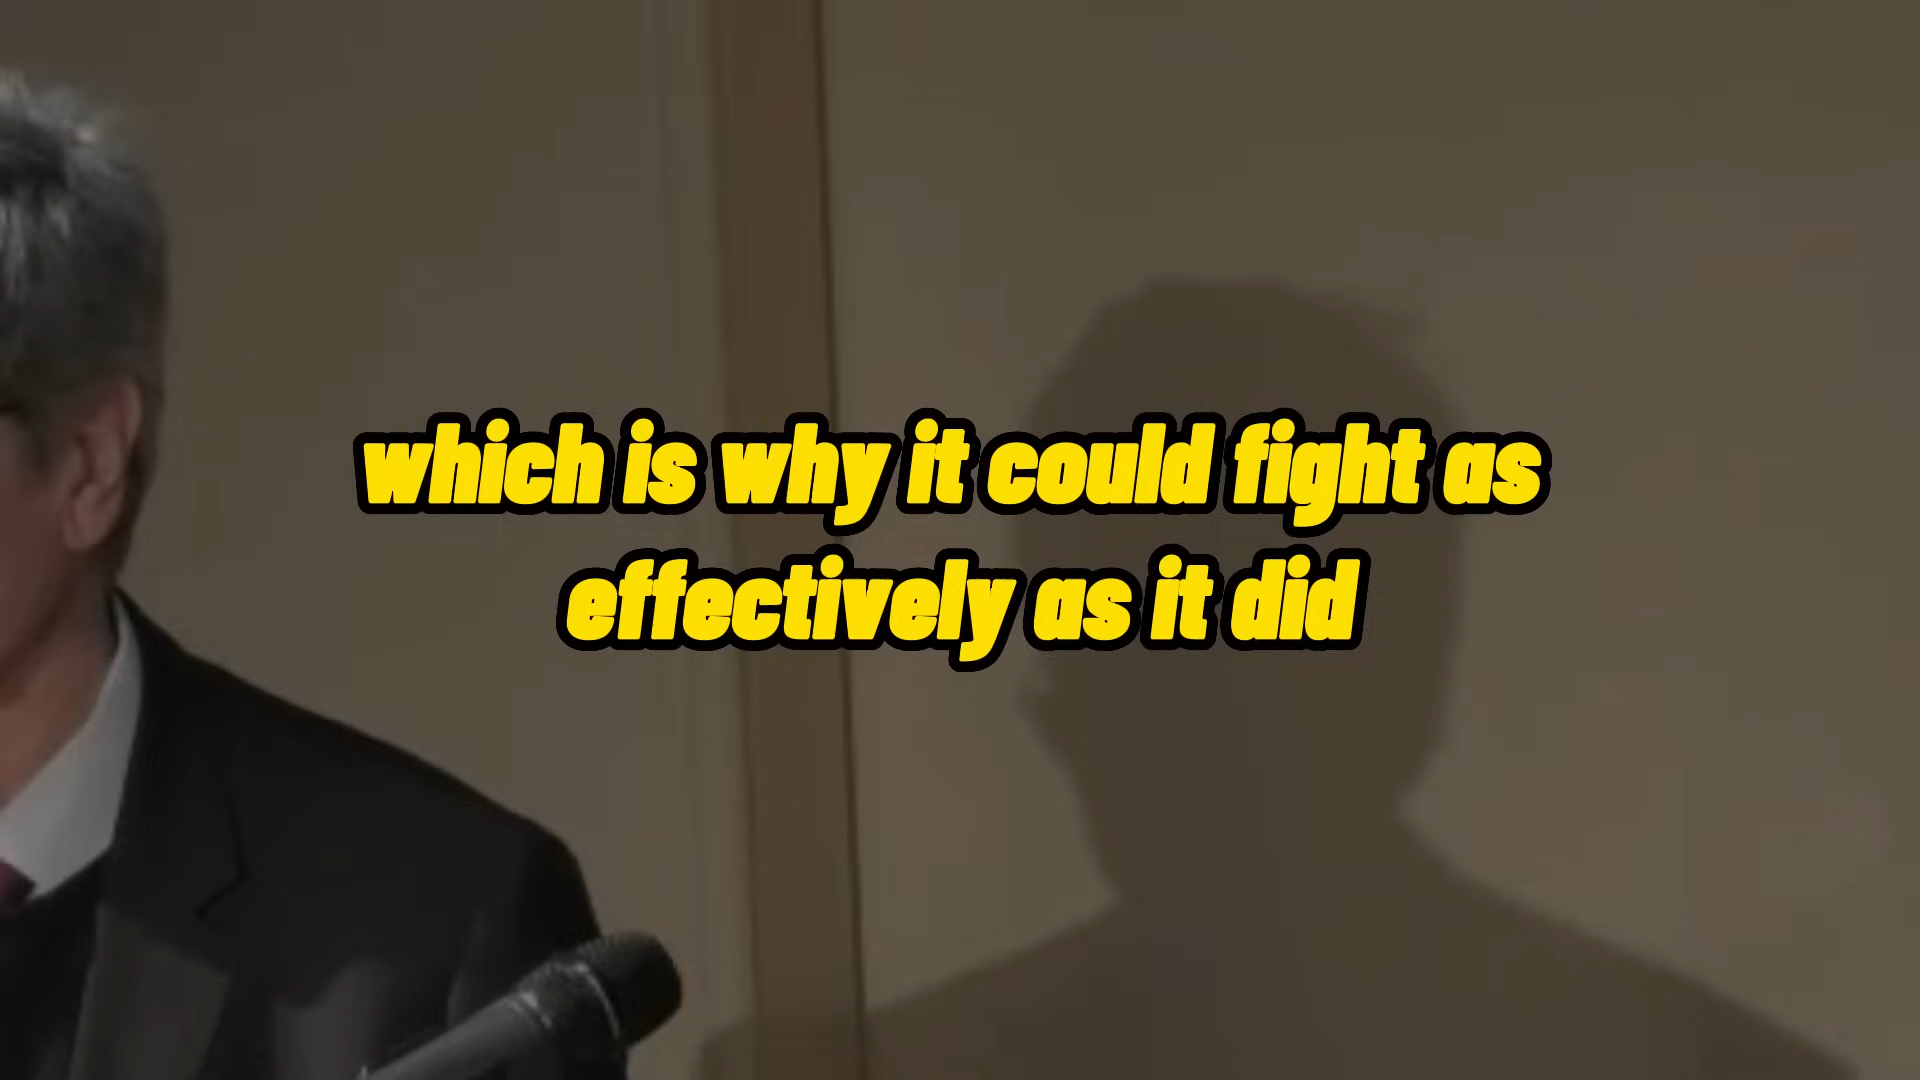 which is why it could fight as
effectively as it did